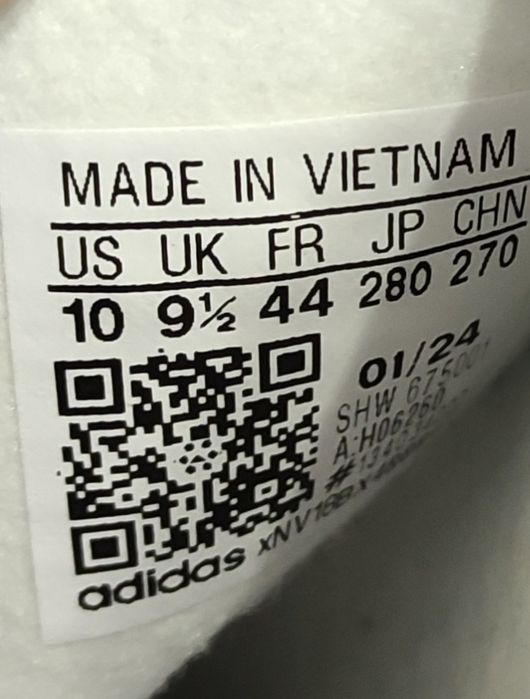 MADE IN VIETNAM
US UK FR JP CHN
10 9½ 44 280 270
01/24
SHW 675001
A:H06260
adidas